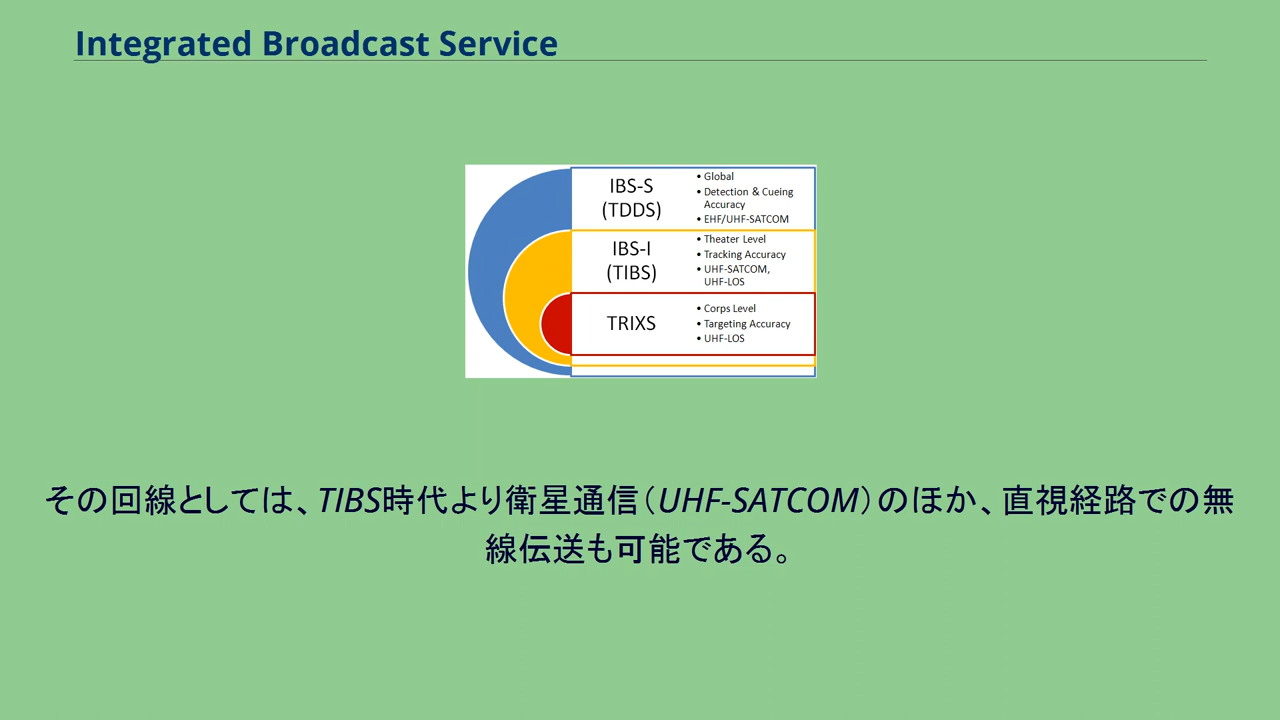 Integrated Broadcast Service
IBS-S
(TDDS)
• Global
• Detection & Cueing
Accuracy
• EHF/UHF-SATCOM
IBS-I
(TIBS)
• Theater Level
• Tracking Accuracy
• UHF-SATCOM,
UHF-LOS
TRIXS
• Corps Level
• Targeting Accuracy
• UHF-LOS
その回線としては、TIBS時代より衛星通信（UHF-SATCOM）のほか、直視経路での無
線伝送も可能である。